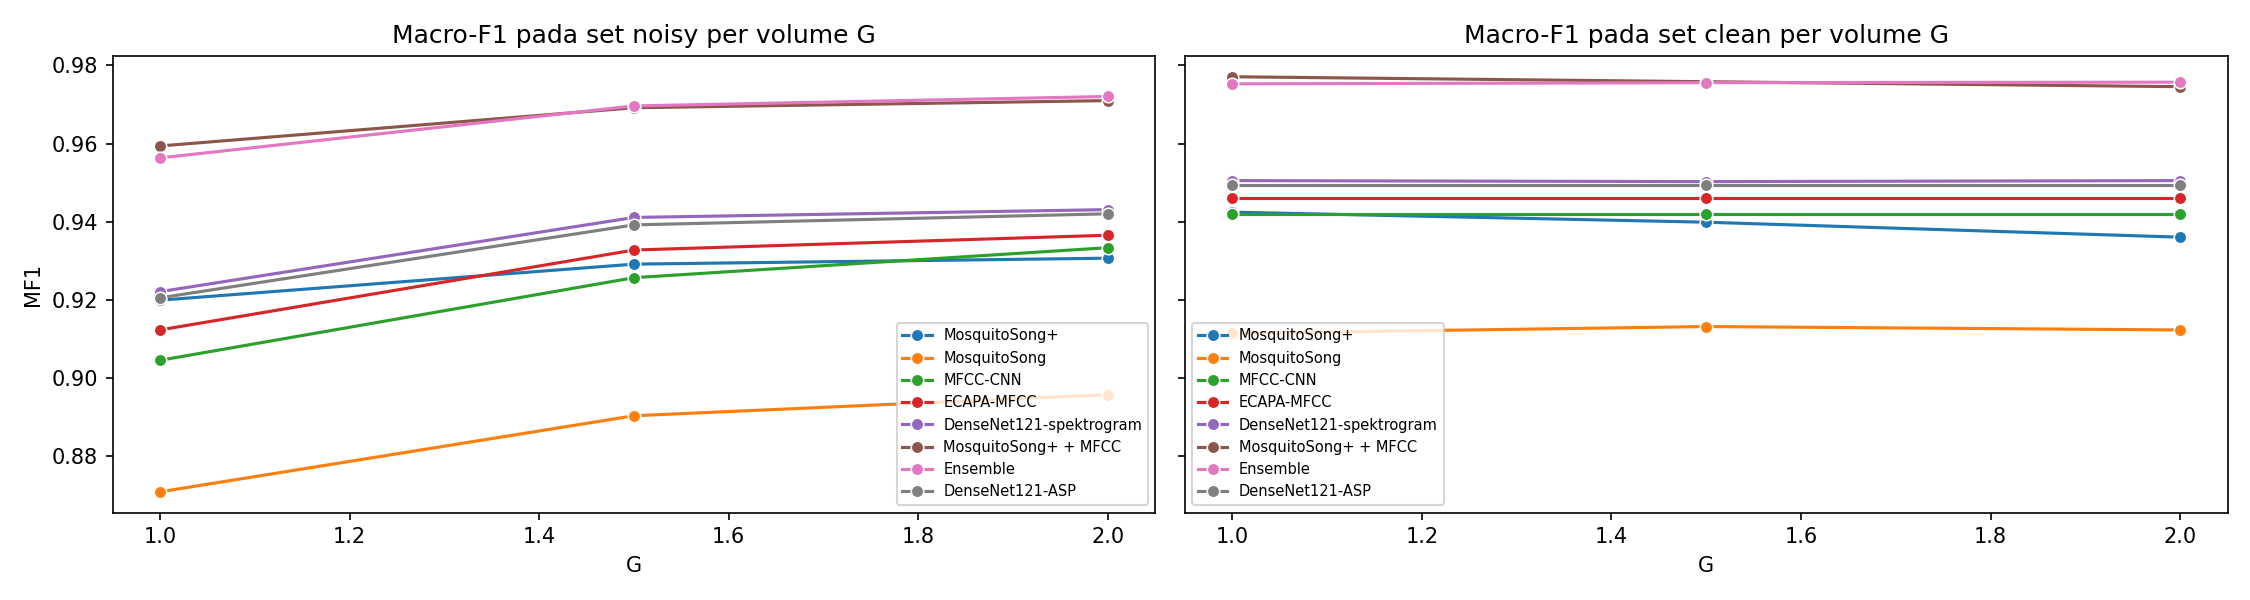 Macro-F1 pada set noisy per volume G
0.98
0.96
0.94
0.92
0.90
0.88
MF1
1.0
1.2
1.4
1.6
1.8
2.0
G
MosquitoSong+
MosquitoSong
MFCC-CNN
ECAPA-MFCC
DenseNet121-spektrogram
MosquitoSong+ + MFCC
Ensemble
DenseNet121-ASP
Macro-F1 pada set clean per volume G
1.0
1.2
1.4
1.6
1.8
2.0
G
MosquitoSong+
MosquitoSong
MFCC-CNN
ECAPA-MFCC
DenseNet121-spektrogram
MosquitoSong+ + MFCC
Ensemble
DenseNet121-ASP